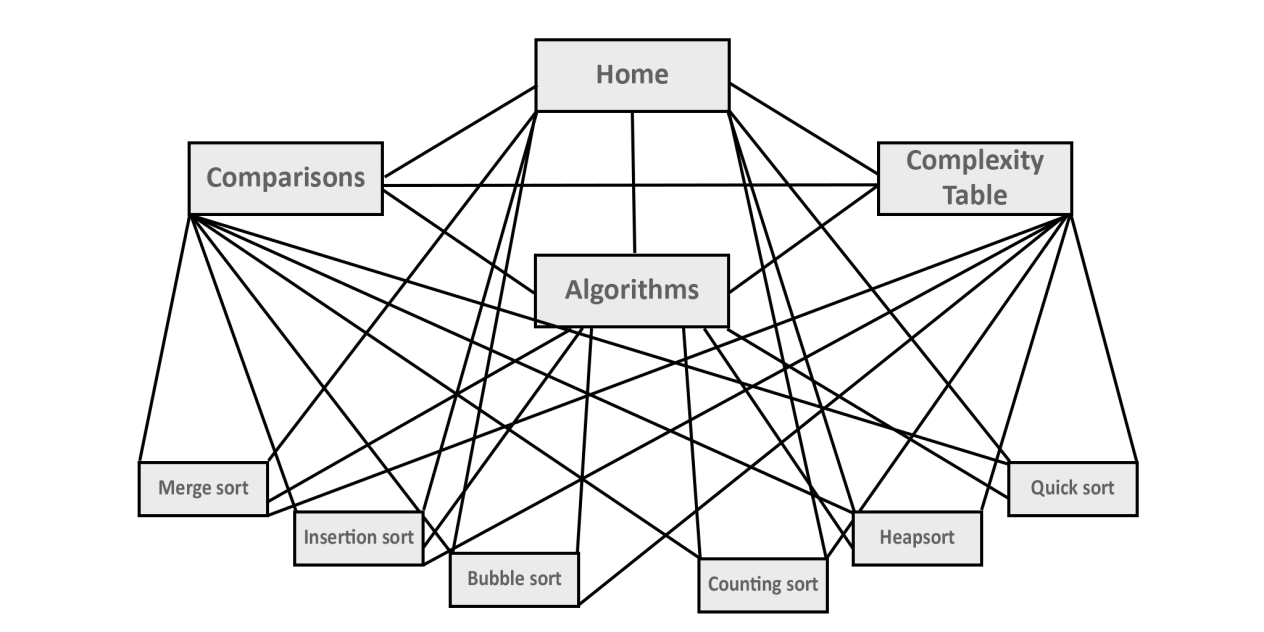 Home
Comparisons
Complexity
Table
Algorithms
Merge sort
Quick sort
Insertion sort
Heapsort
Bubble sort
Counting sort